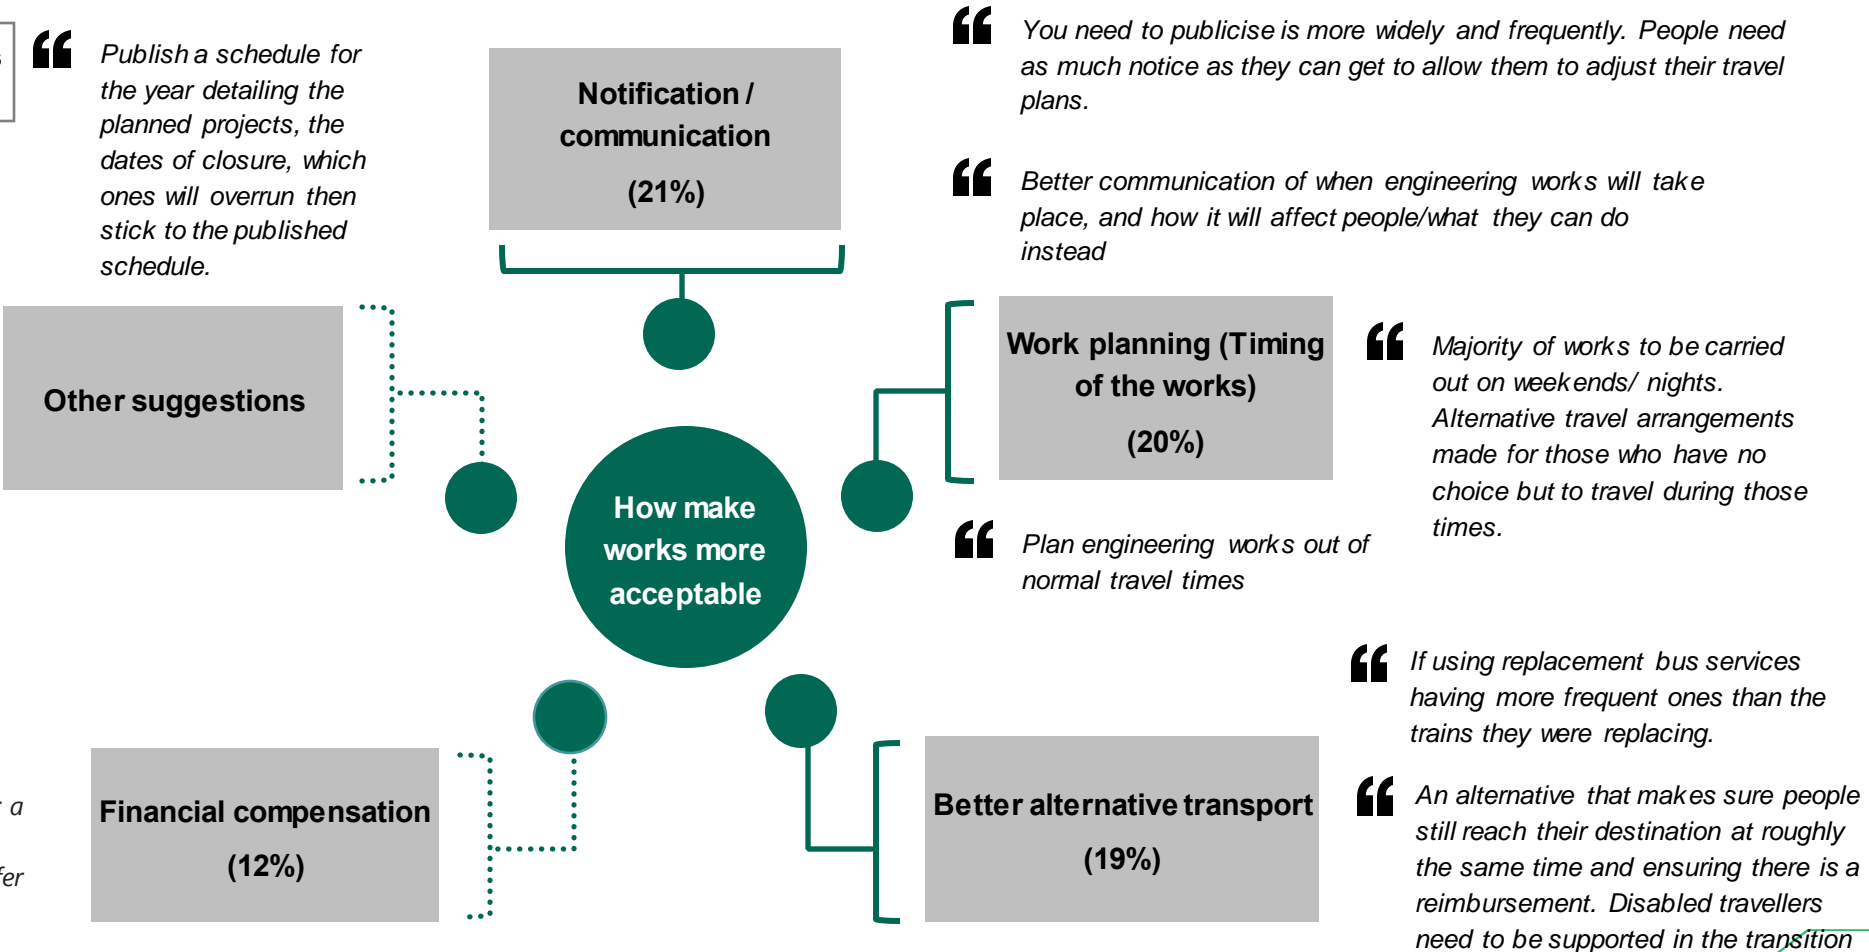 Publish a schedule for
the year detailing the
planned projects, the
dates of closure, which
ones will overrun then
stick to the published
schedule.
Notification /
communication
(21%)
You need to publicise is more widely and frequently. People need
as much notice as they can get to allow them to adjust their travel
plans.
Better communication of when engineering works will take
place, and how it will affect people/what they can do
instead
Other suggestions
Work planning (Timing
of the works)
(20%)
Majority of works to be carried
out on weekends/ nights.
Alternative travel arrangements
made for those who have no
choice but to travel during those
times.
How make
works more
acceptable
Plan engineering works out of
normal travel times
If using replacement bus services
having more frequent ones than the
trains they were replacing.
a
Financial compensation
(12%)
Better alternative transport
(19%)
An alternative that makes sure people
still reach their destination at roughly
the same time and ensuring there is a
reimbursement. Disabled travellers
need to be supported in the transition